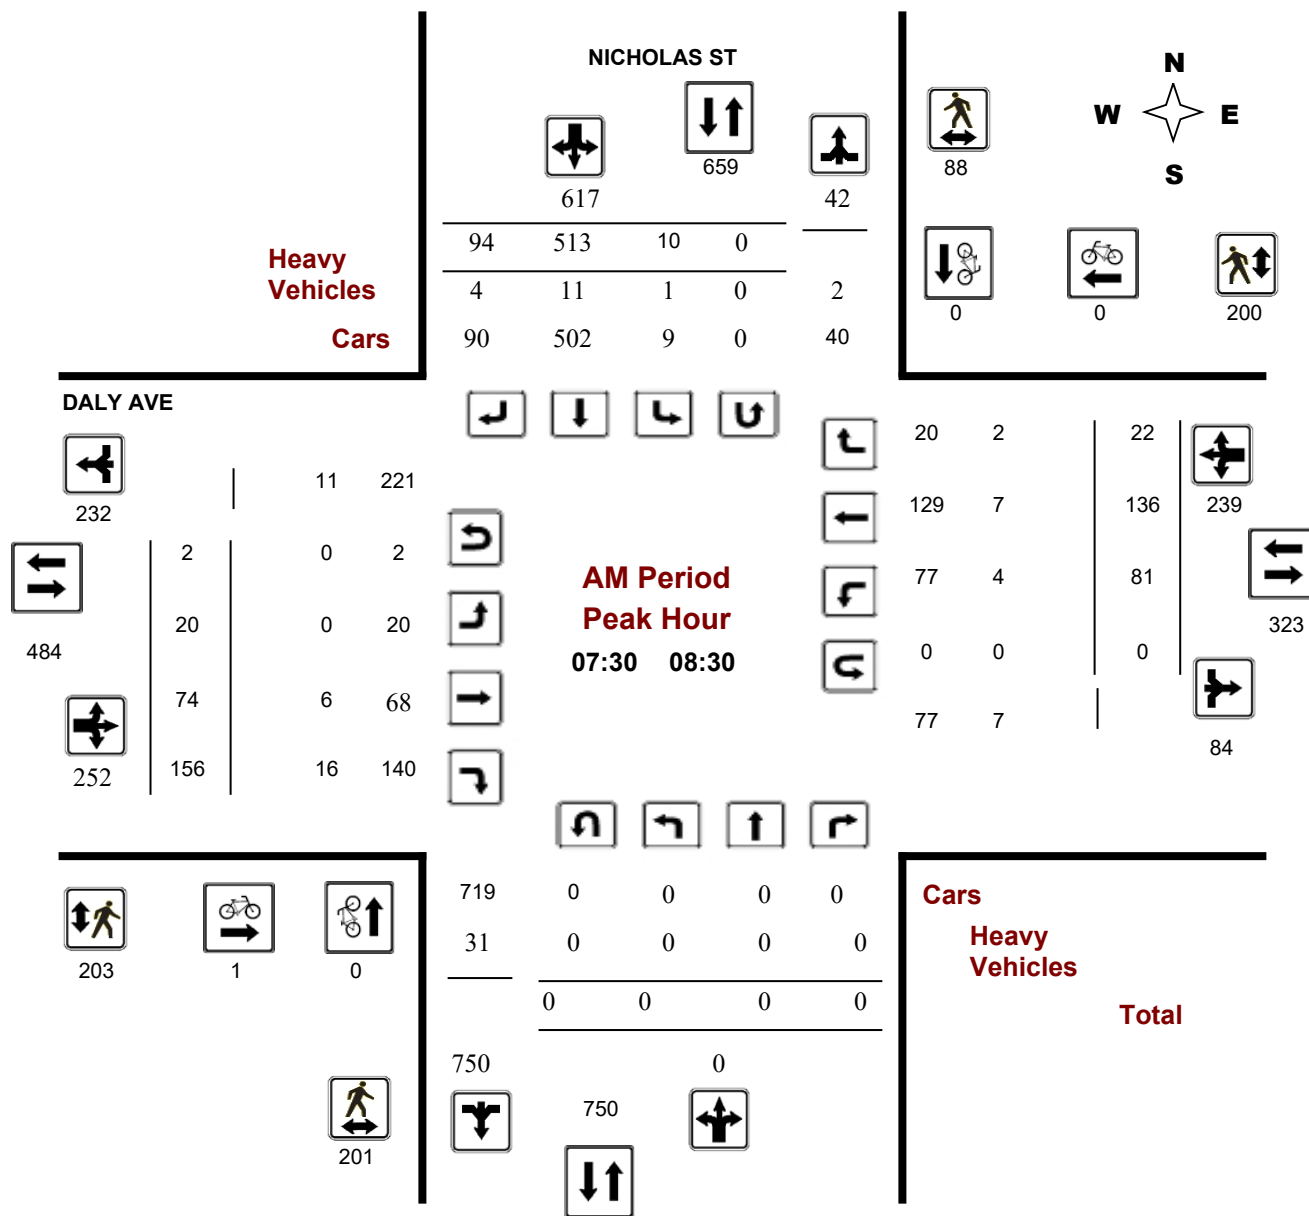 NICHOLAS ST
N
W E
S
659
88
617 42
94 513 10 0
Heavy
Vehicles
4 11 1 0 2
Cars
90 502 9 0 40
0 0 200
DALY AVE
20 2 22
11 221
232
129 7 136 239
2 0 2
AM Period
77 4 81
Peak Hour
20 0 20
323
484
07:30 08:30
0 0 0
74 6 68
77 7
84
252 156 16 140
719 0 0 0 0
Cars
31 0 0 0 0
Heavy
Vehicles
203 1 0
0 0 0 0
Total
750 0
750
201